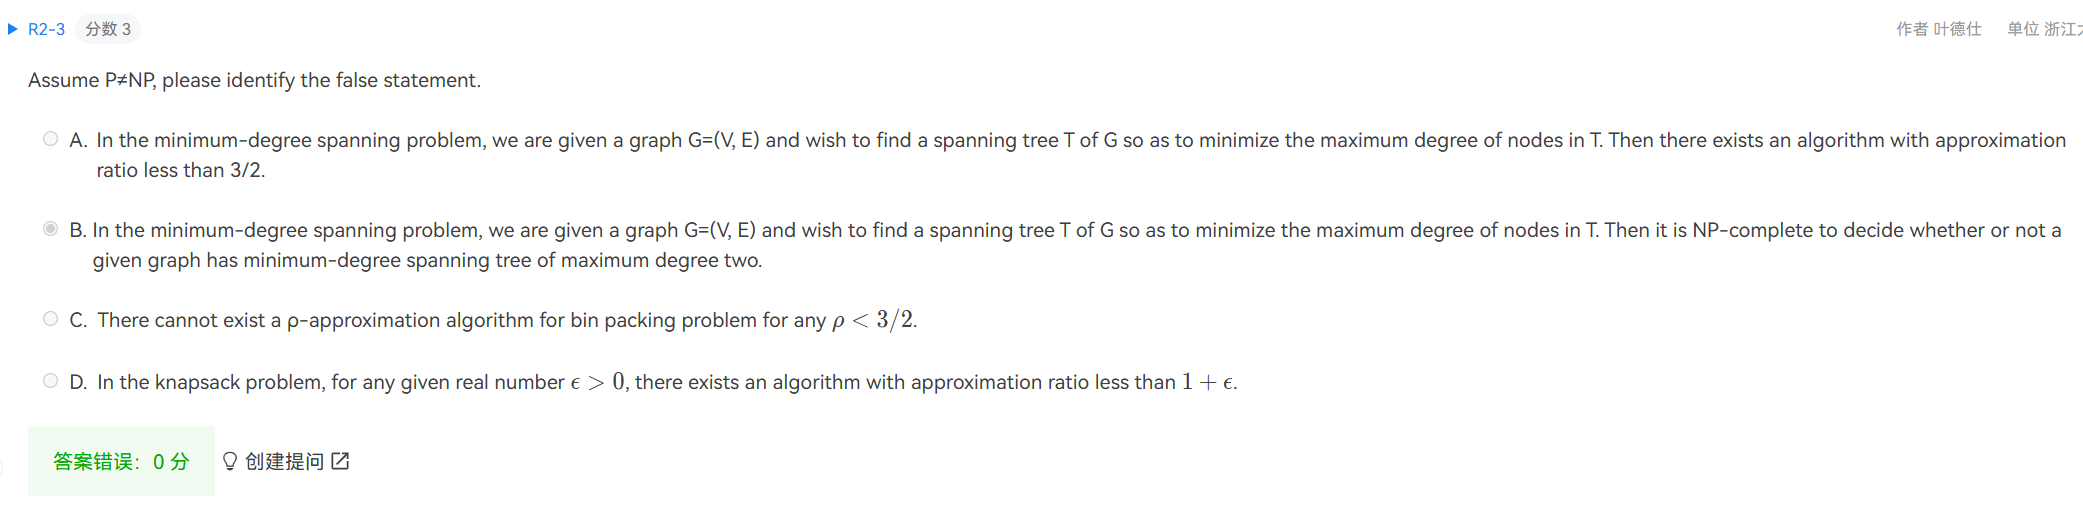 R2-3 分数 3 作者 叶德仕 单位 浙江
Assume P≠NP, please identify the false statement.
A. In the minimum-degree spanning problem, we are given a graph G=(V, E) and wish to find a spanning tree T of G so as to minimize the maximum degree of nodes in T. Then there exists an algorithm with approximation
ratio less than 3/2.
B. In the minimum-degree spanning problem, we are given a graph G=(V, E) and wish to find a spanning tree T of G so as to minimize the maximum degree of nodes in T. Then it is NP-complete to decide whether or not a
given graph has minimum-degree spanning tree of maximum degree two.
C. There cannot exist a ρ-approximation algorithm for bin packing problem for any ρ < 3/2.
D. In the knapsack problem, for any given real number ϵ > 0, there exists an algorithm with approximation ratio less than 1 + ϵ.
答案错误：0 分 创建提问